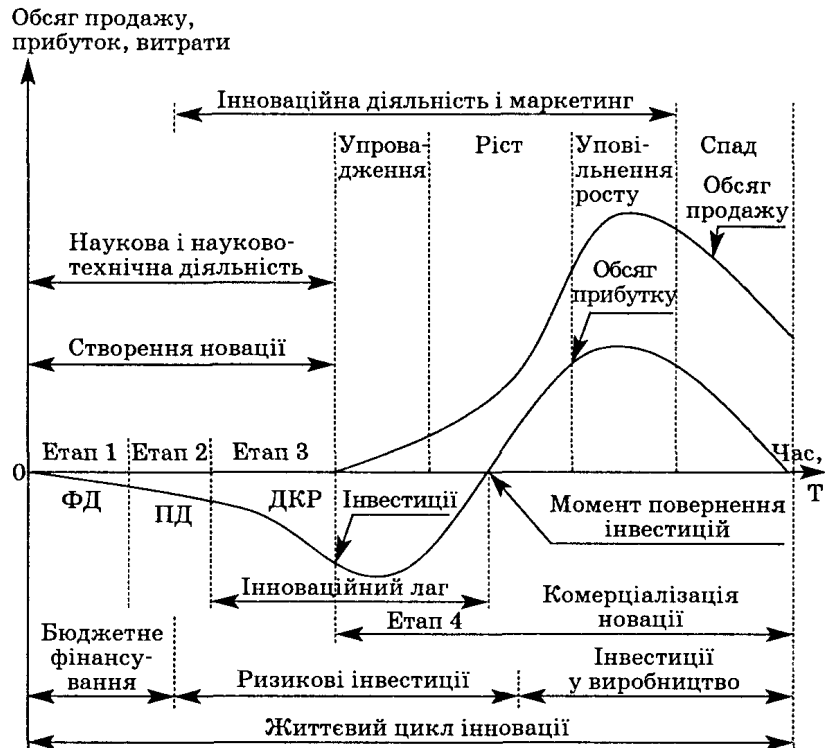 Обсяг продажу,
прибуток, витрати
Інноваційна діяльність і маркетинг
Упрова-
дження
Ріст
Упові-
льнення
росту
Спад
Обсяг
продажу
Наукова і науково-
технічна діяльність
Обсяг
прибутку
Створення новації
Етап 1
Етап 2
Етап 3
Час,
Т
0
ФД
ПД
ДКР
Інвестиції
Момент повернення
інвестицій
Інноваційний лаг
Етап 4
Комерціалізація
новації
Бюджетне
фінансу-
вання
Ризикові інвестиції
Інвестиції
у виробництво
Життєвий цикл інновації